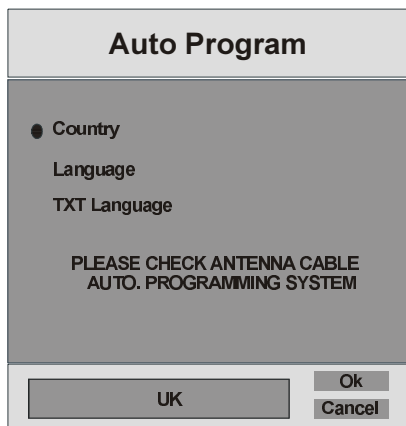 Auto Program
Country
Language
TXT Language
PLEASE CHECK ANTENNA CABLE
AUTO. PROGRAMMING SYSTEM
UK
Ok
Cancel